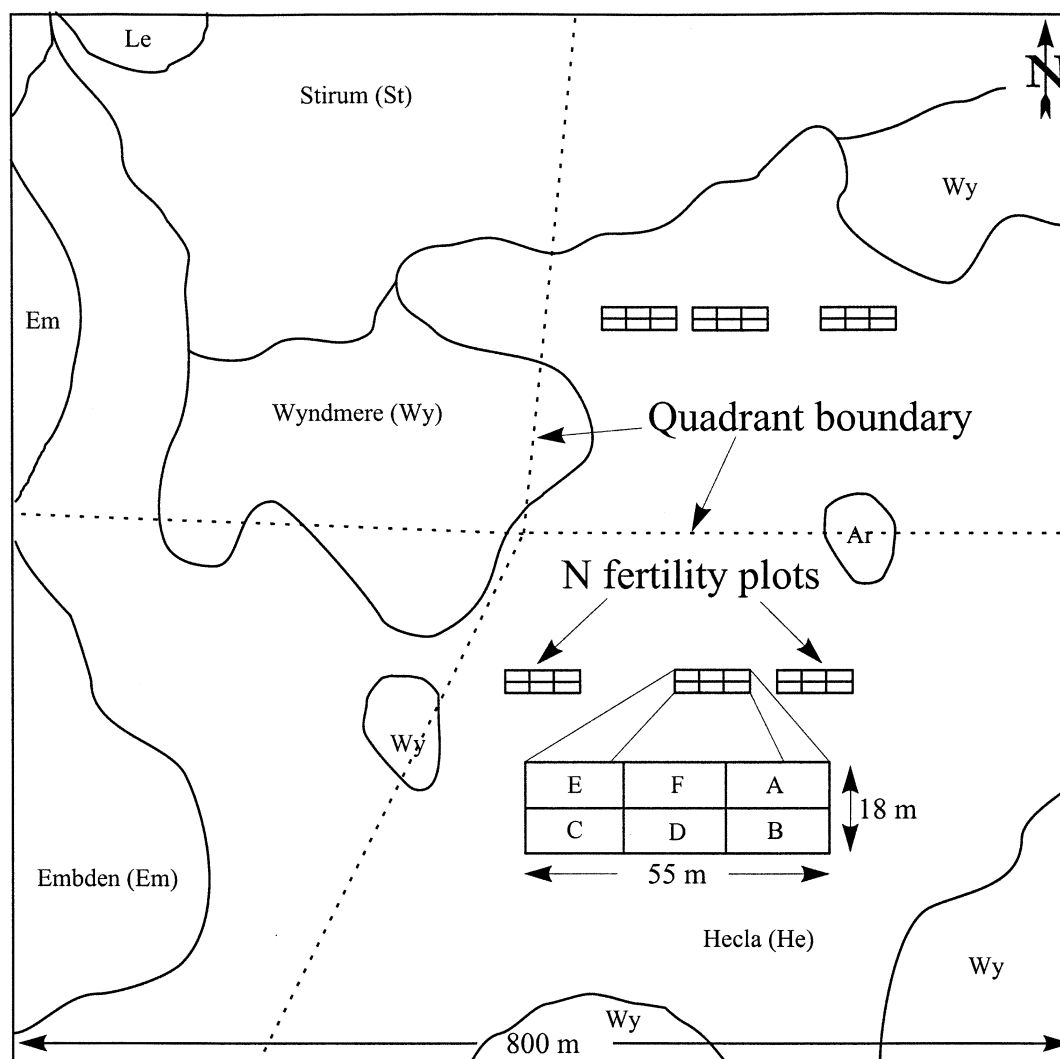 Le
N
Stirum (St)
Wy
Em
Wyndmere (Wy)
Quadrant boundary
Ar
N fertility plots
Wy
E F A
18 m
C D B
55 m
Embden (Em)
Hecla (He)
Wy
Wy
800 m